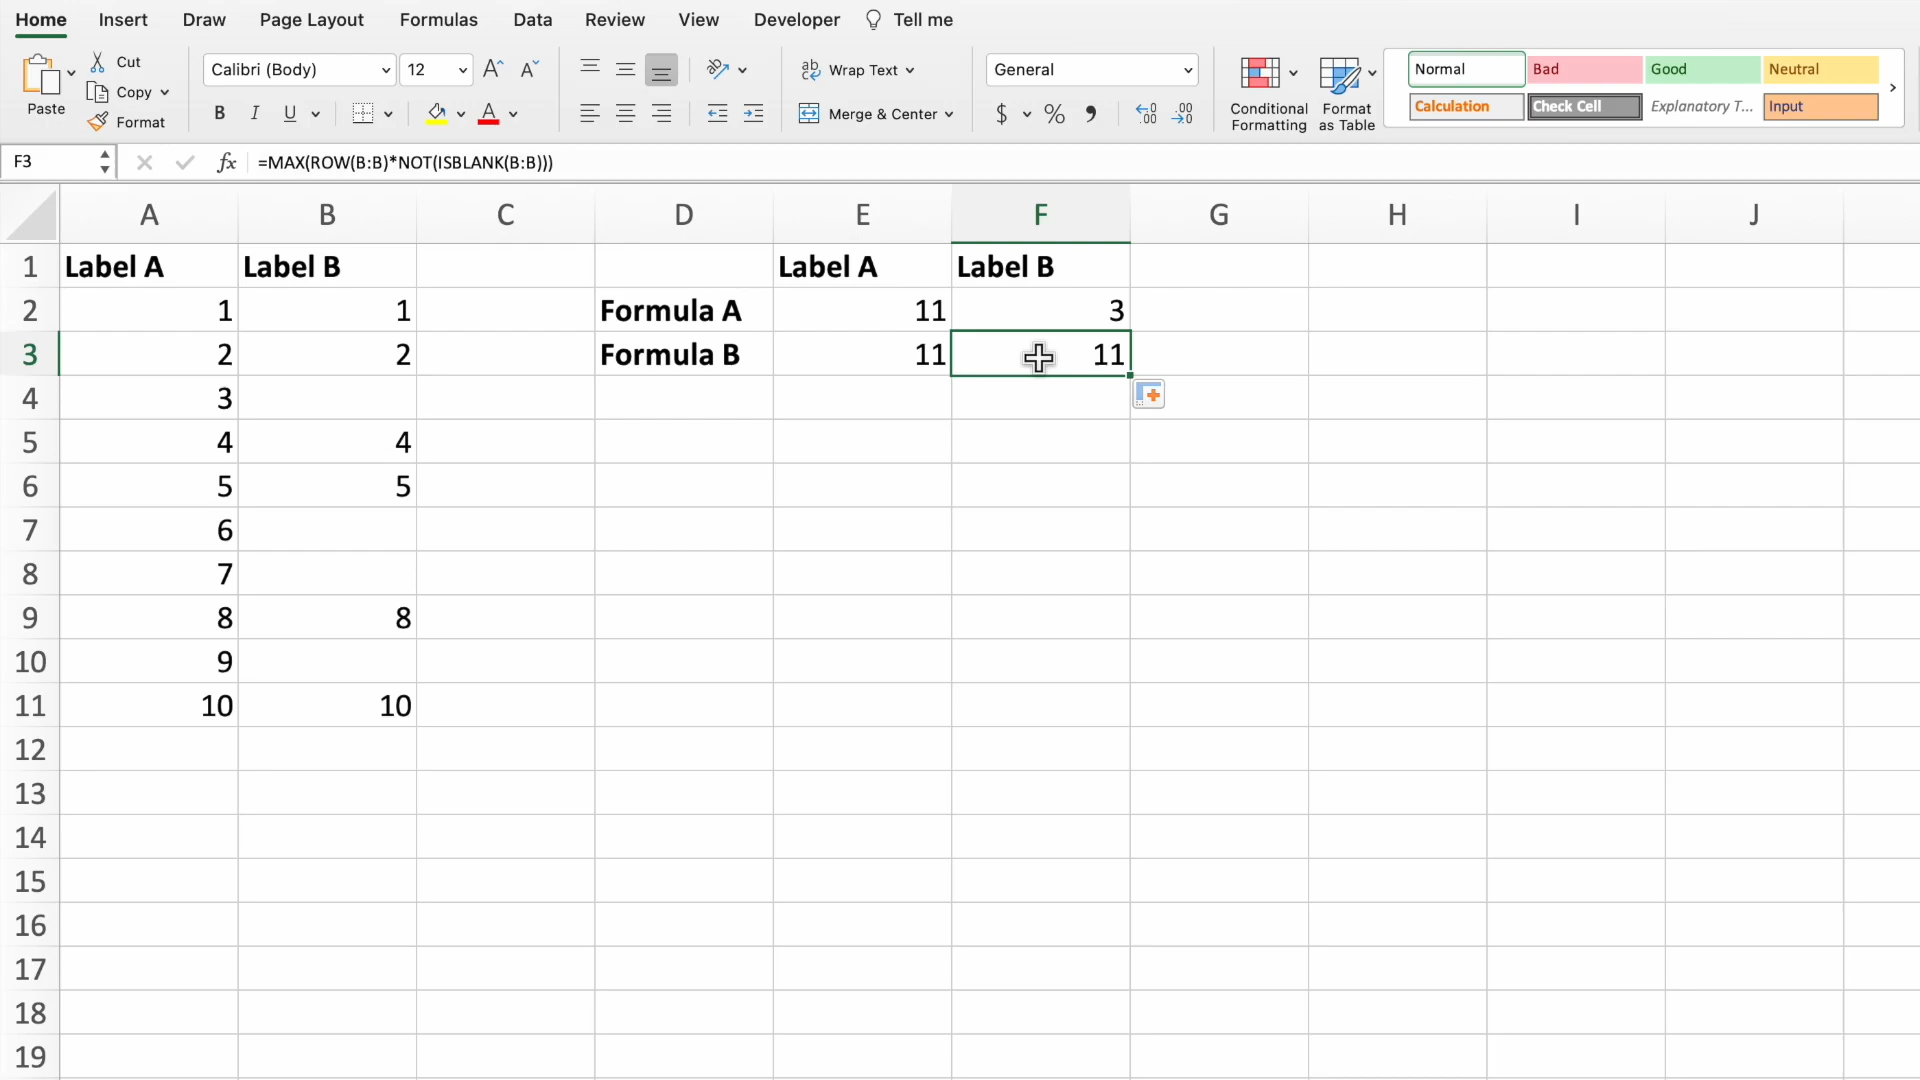 Home Insert Draw Page Layout Formulas Data Review View Developer Tell me
Paste
Cut
Copy
Format
Calibri (Body) 12 A A
B I U A
ab Wrap Text
Merge & Center
General
$ % , .00 .00
Conditional Formatting
Format as Table
Normal Bad Good Neutral
Calculation Check Cell Explanatory T... Input
F3 fx =MAX(ROW(B:B)*NOT(ISBLANK(B:B)))
A B C D E F G H I J
1 Label A Label B Label A Label B
2 1 1 Formula A 11 3
3 2 2 Formula B 11 11
4 3
5 4 4
6 5 5
7 6
8 7
9 8 8
10 9
11 10 10
12
13
14
15
16
17
18
19